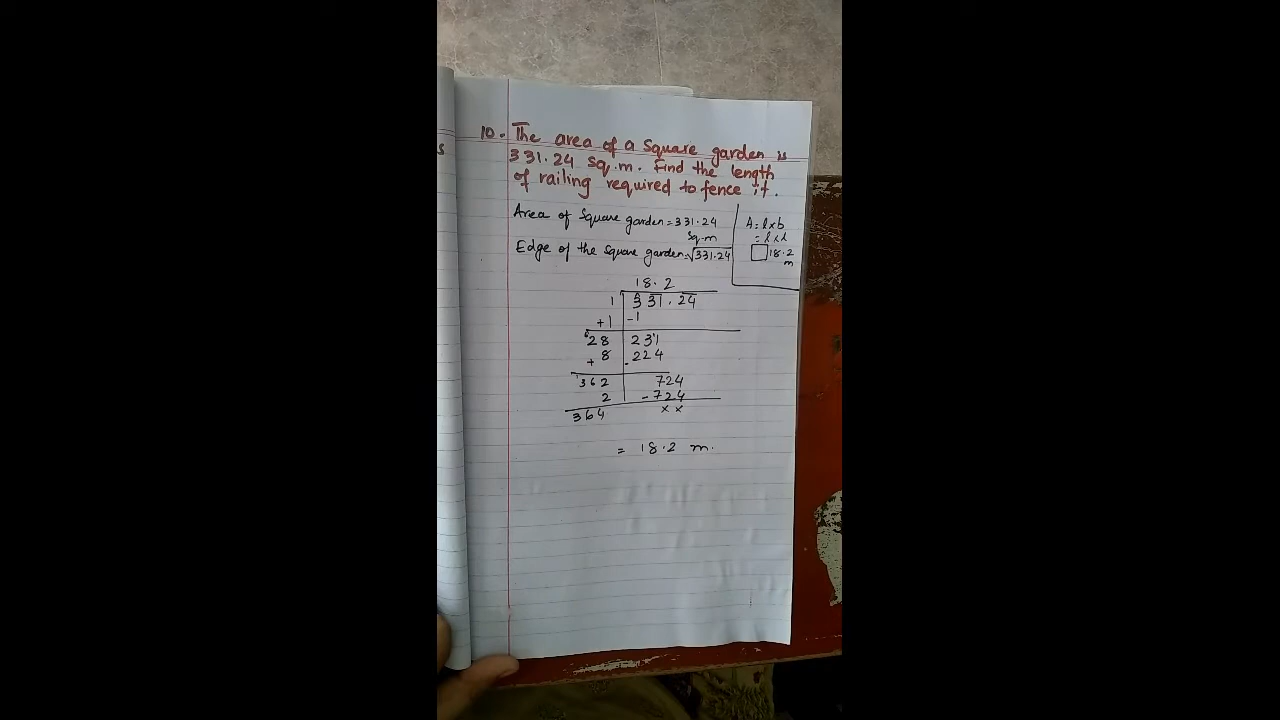 s
10. The area of a square garden is
331.24 sq.m. Find the length
of railing required to fence it.
Area of square garden = 331.24
sq.m
Edge of the square garden = √331.24
A = l x b
= l x l
18.2
m
18.2
1 331.24
+1 -1
28 231
+ 8 - 224
362 724
2 - 724
364 x x
= 18.2 m.